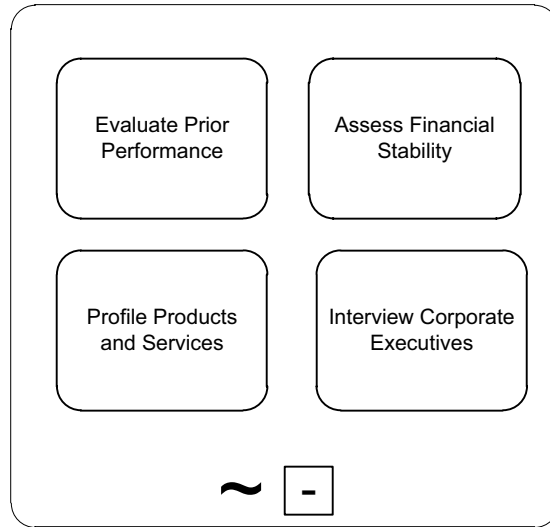 Evaluate Prior
Performance
Assess Financial
Stability
Profile Products
and Services
Interview Corporate
Executives
~ -